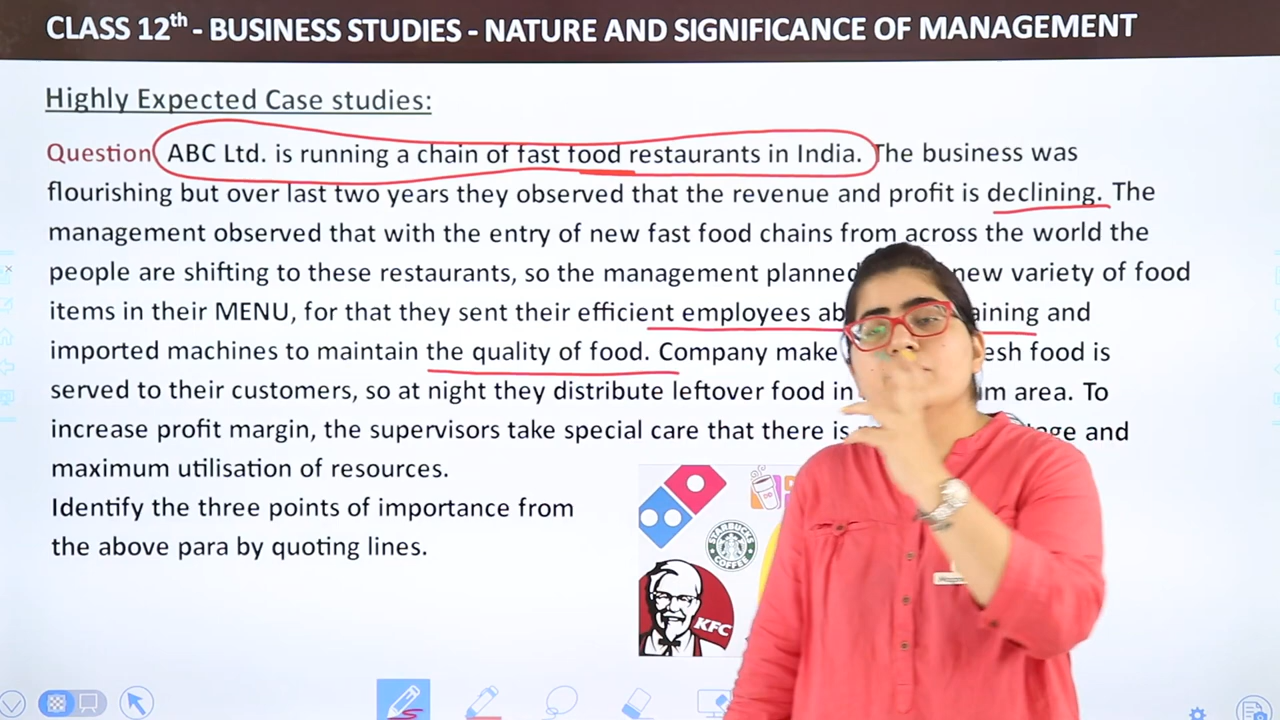 CLASS 12th - BUSINESS STUDIES - NATURE AND SIGNIFICANCE OF MANAGEMENT
Highly Expected Case studies:
Question ABC Ltd. is running a chain of fast food restaurants in India. The business was
flourishing but over last two years they observed that the revenue and profit is declining. The
management observed that with the entry of new fast food chains from across the world the
people are shifting to these restaurants, so the management planned new variety of food
items in their MENU, for that they sent their efficient employees and
imported machines to maintain the quality of food. Company make food is
served to their customers, so at night they distribute leftover food in area. To
increase profit margin, the supervisors take special care that there is and
maximum utilisation of resources.
Identify the three points of importance from
the above para by quoting lines.
DD
STARBUCKS
COFFEE
KFC